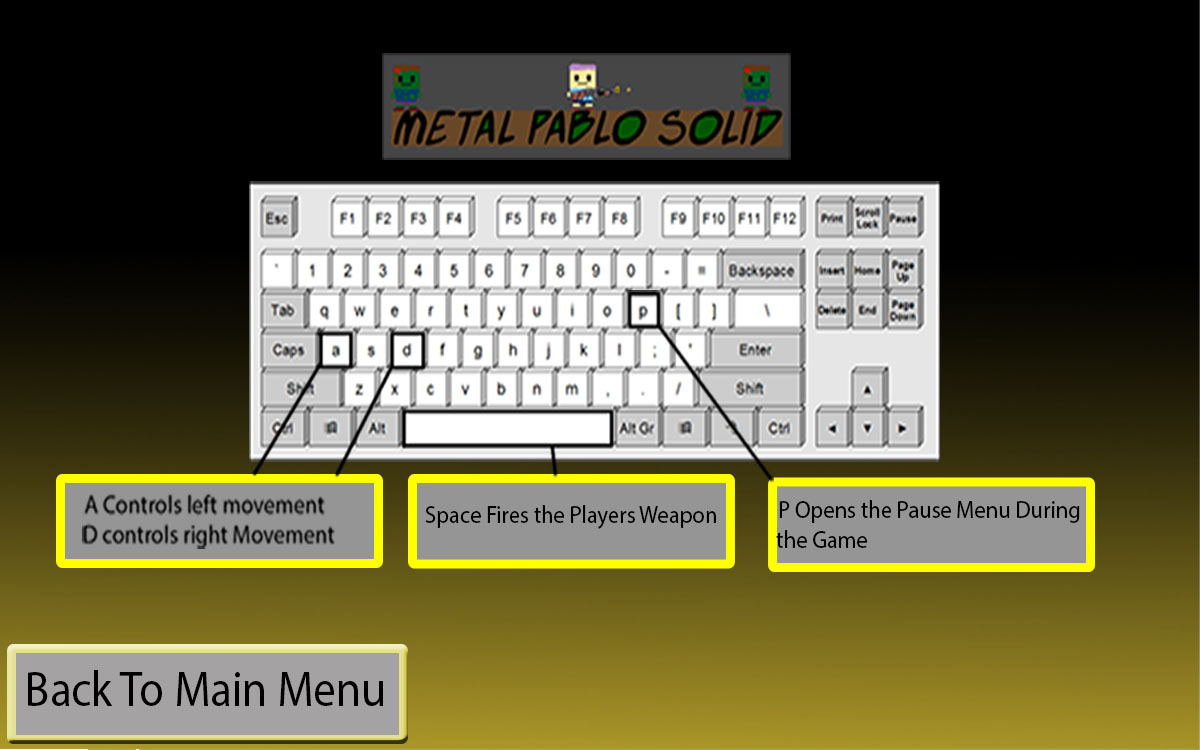 METAL PABLO SOLID
Esc F1 F2 F3 F4 F5 F6 F7 F8 F9 F10 F11 F12 Print Scroll Lock Pause
` 1 2 3 4 5 6 7 8 9 0 - = Backspace Insert Home Page Up
Tab q w e r t y u i o p [ ] \ Delete End Page Down
Caps a s d f g h j k l ; ' Enter
Shift z x c v b n m , . / Shift ▲
Ctrl Alt Alt Gr Ctrl ◄ ▼ ►
A Controls left movement
D controls right Movement
Space Fires the Players Weapon
P Opens the Pause Menu During
the Game
Back To Main Menu